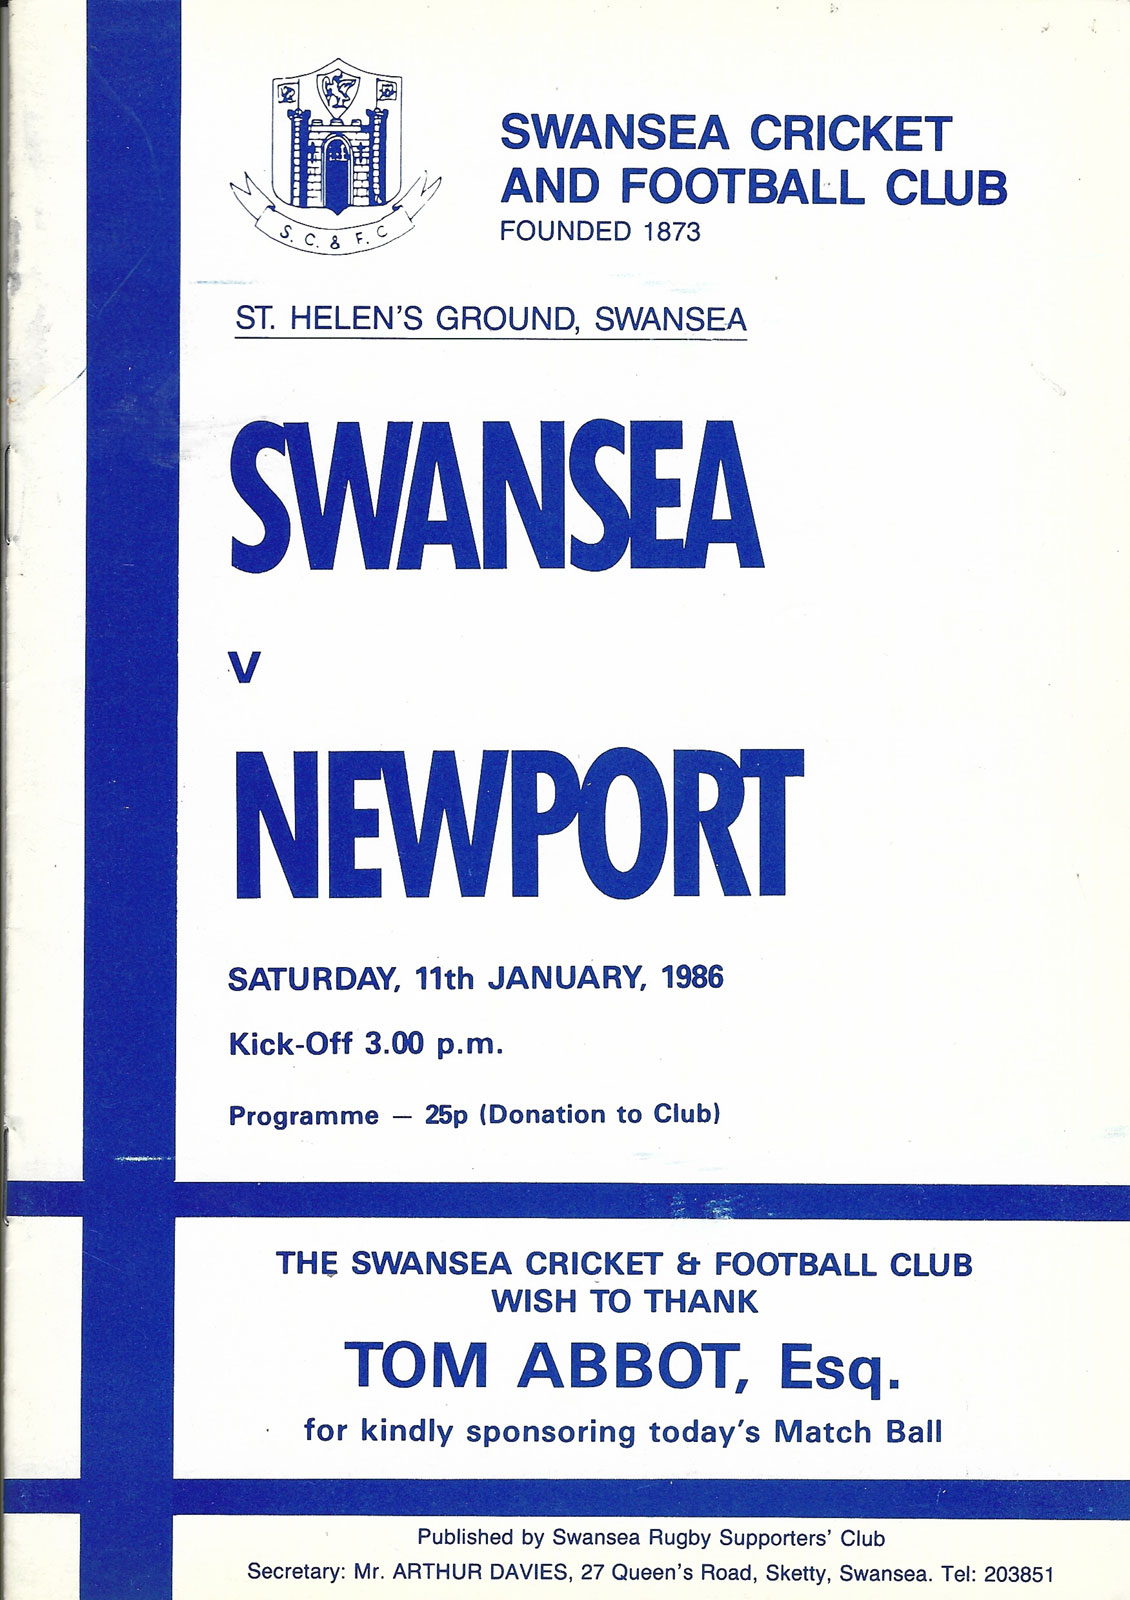 S. C. & F. C
SWANSEA CRICKET
AND FOOTBALL CLUB
FOUNDED 1873
ST. HELEN'S GROUND, SWANSEA
SWANSEA
v
NEWPORT
SATURDAY, 11th JANUARY, 1986
Kick-Off 3.00 p.m.
Programme — 25p (Donation to Club)
THE SWANSEA CRICKET & FOOTBALL CLUB
WISH TO THANK
TOM ABBOT, Esq.
for kindly sponsoring today's Match Ball
Published by Swansea Rugby Supporters' Club
Secretary: Mr. ARTHUR DAVIES, 27 Queen's Road, Sketty, Swansea. Tel: 203851